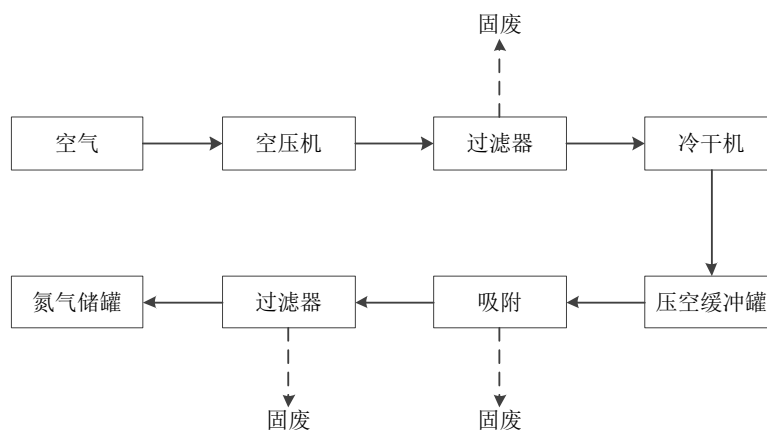 固废
空气
空压机
过滤器
冷干机
氮气储罐
过滤器
吸附
压空缓冲罐
固废
固废